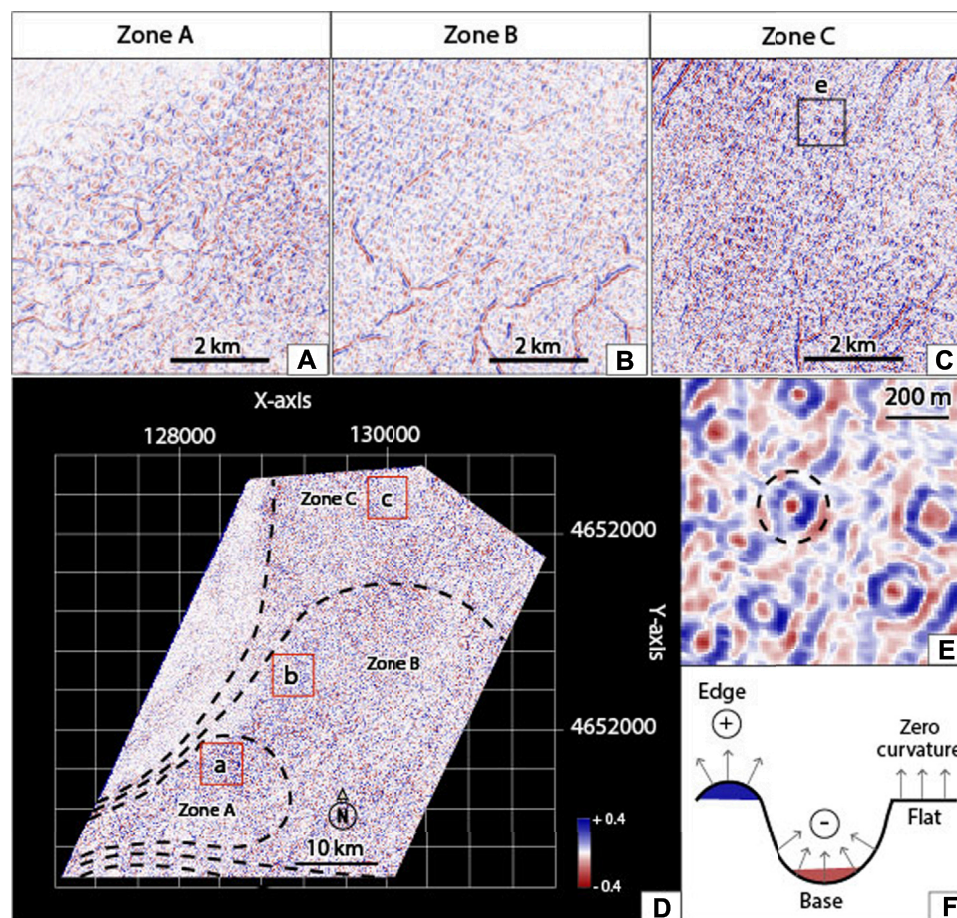 Zone A
Zone B
Zone C
e
2 km
A
2 km
B
2 km
C
X-axis
128000
130000
Zone C
c
4652000
Y-axis
Zone B
b
4652000
a
Zone A
N
10 km
+ 0.4
- 0.4
D
200 m
E
Edge
+
Zero
curvature
-
Flat
Base
F